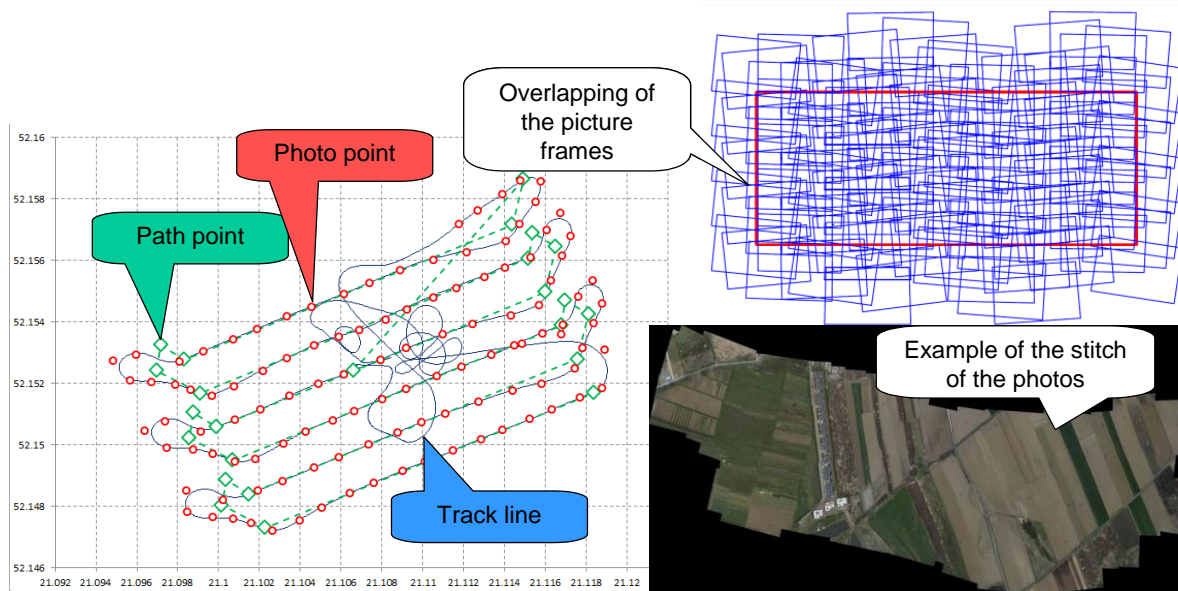 Overlapping of
the picture
frames
Photo point
Path point
Track line
Example of the stitch
of the photos
52.16
52.158
52.156
52.154
52.152
52.15
52.148
52.146
21.092 21.094 21.096 21.098 21.1 21.102 21.104 21.106 21.108 21.11 21.112 21.114 21.116 21.118 21.12